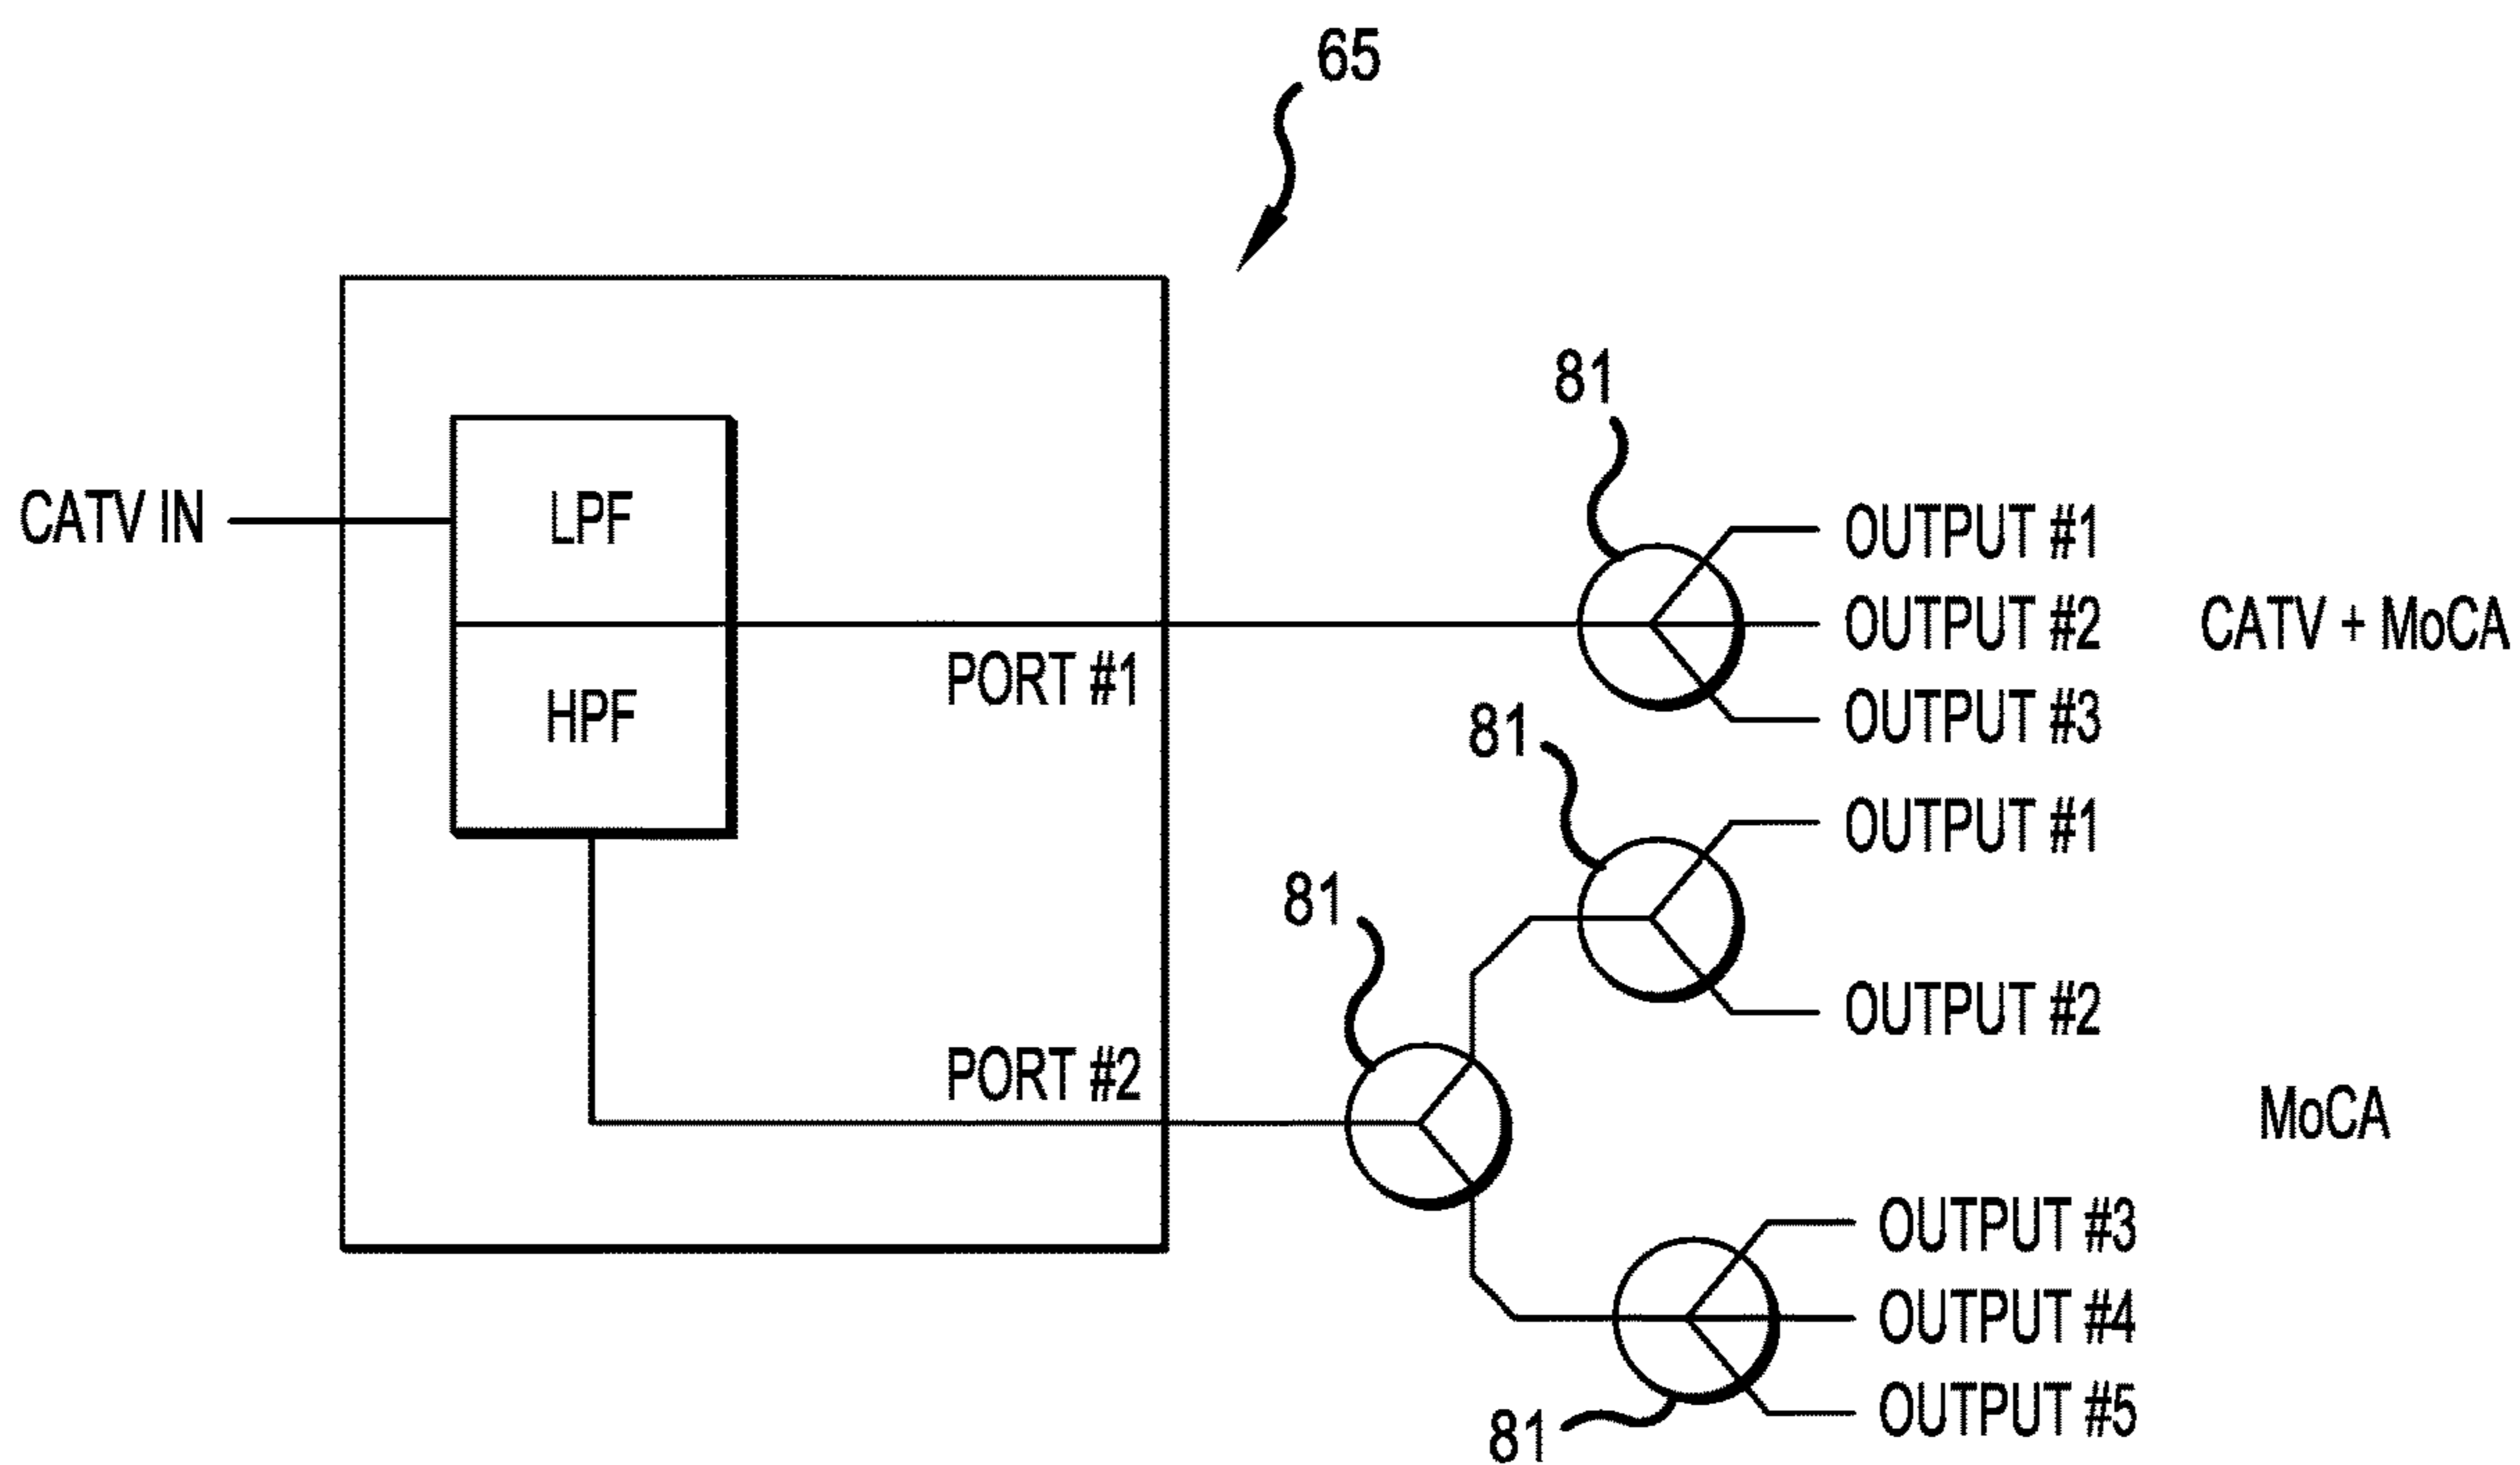 65
81
CATV IN
LPF
OUTPUT #1
OUTPUT #2
CATV + MoCA
PORT #1
HPF
OUTPUT #3
81
OUTPUT #1
81
OUTPUT #2
PORT #2
MoCA
OUTPUT #3
OUTPUT #4
OUTPUT #5
81